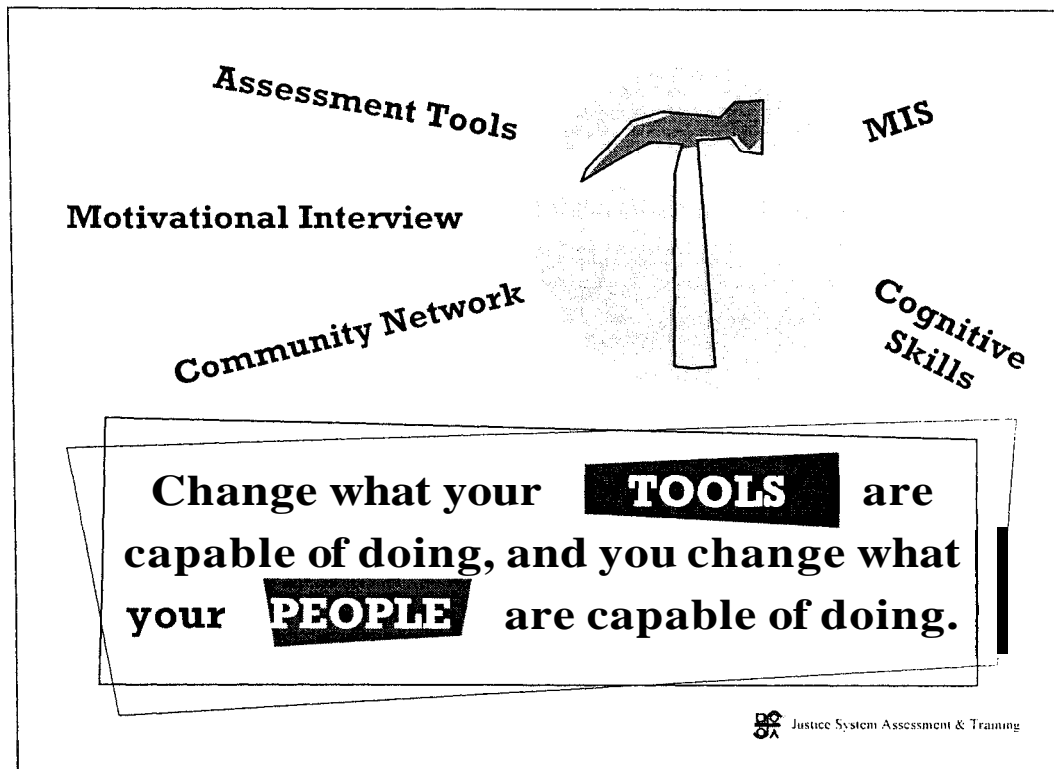 Assessment Tools
MIS
Motivational Interview
Community Network
Cognitive
Skills
Change what your TOOLS are
capable of doing, and you change what
your PEOPLE are capable of doing.
Justice System Assessment & Training